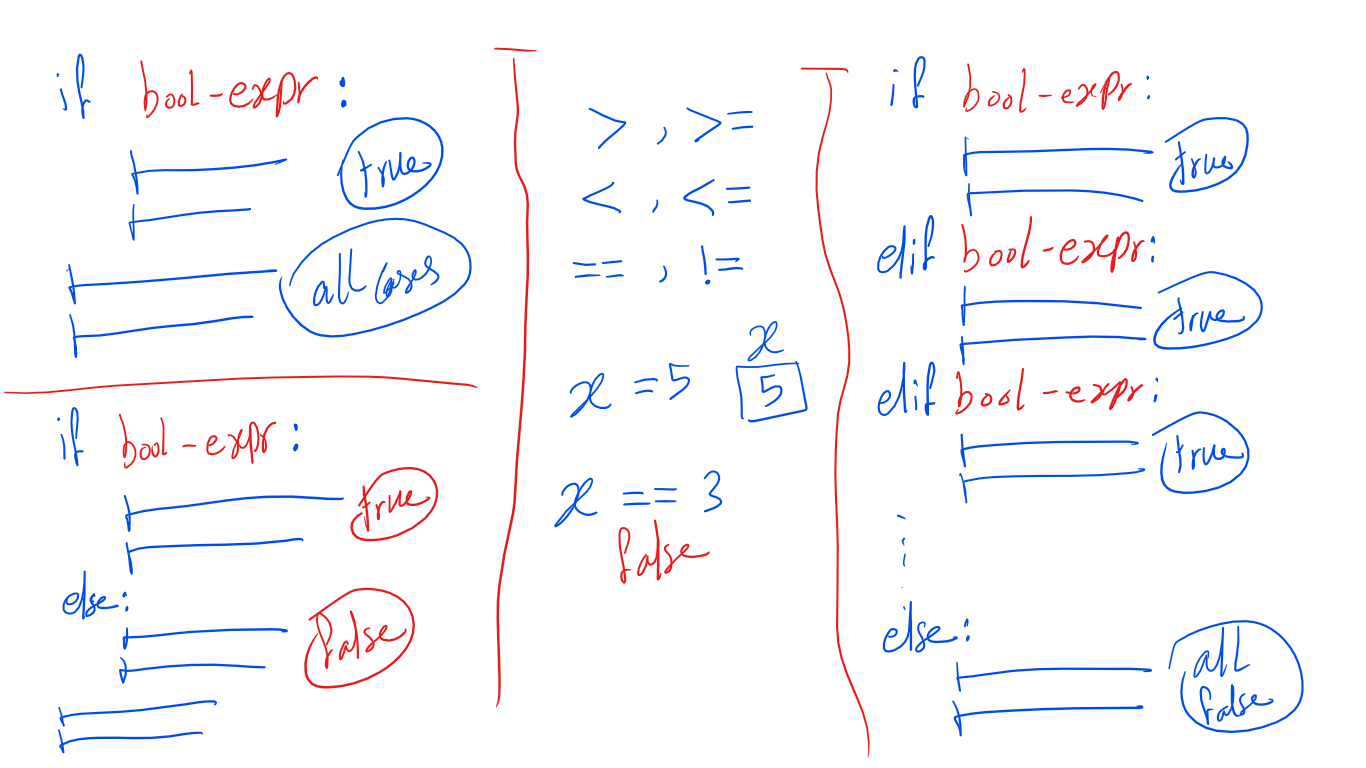 if bool-expr:
true
all cases
if bool-expr:
true
else:
false
> , >=
< , <=
== , !=
x
x = 5 5
x == 3
false
if bool-expr:
true
elif bool-expr:
true
elif bool-expr:
true
else:
all
false